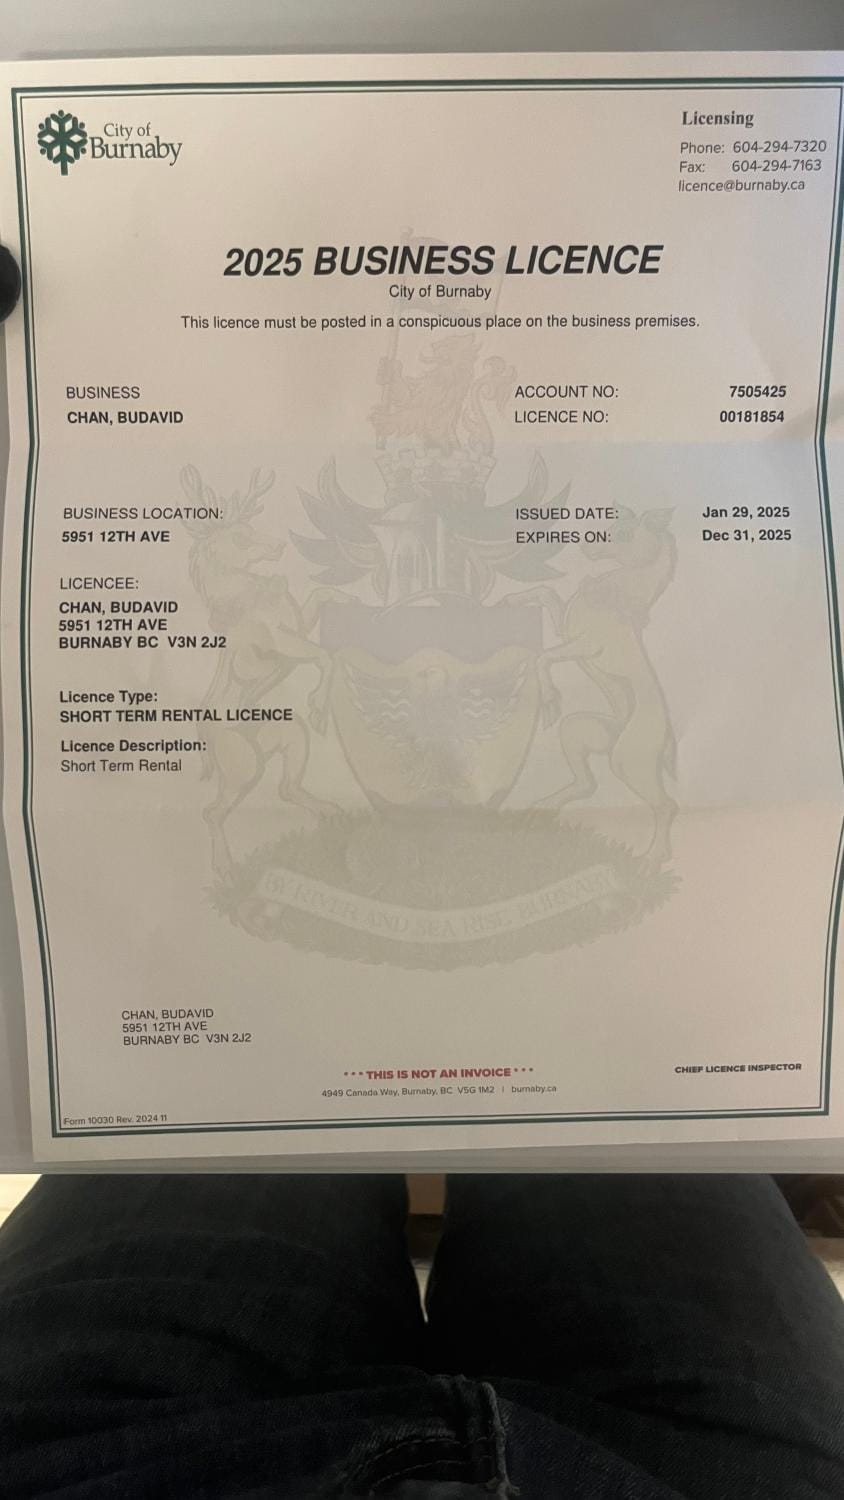 City of
Burnaby
Licensing
Phone: 604-294-7320
Fax: 604-294-7163
licence@burnaby.ca
2025 BUSINESS LICENCE
City of Burnaby
This licence must be posted in a conspicuous place on the business premises.
BUSINESS
CHAN, BUDAVID
ACCOUNT NO: 7505425
LICENCE NO: 00181854
BUSINESS LOCATION:
5951 12TH AVE
ISSUED DATE: Jan 29, 2025
EXPIRES ON: Dec 31, 2025
LICENCEE:
CHAN, BUDAVID
5951 12TH AVE
BURNABY BC V3N 2J2
Licence Type:
SHORT TERM RENTAL LICENCE
Licence Description:
Short Term Rental
BY RIVER AND SEA RISE BURNABY
CHAN, BUDAVID
5951 12TH AVE
BURNABY BC V3N 2J2
*** THIS IS NOT AN INVOICE ***
4949 Canada Way, Burnaby, BC V5G 1M2 | burnaby.ca
CHIEF LICENCE INSPECTOR
Form 10030 Rev. 2024 11